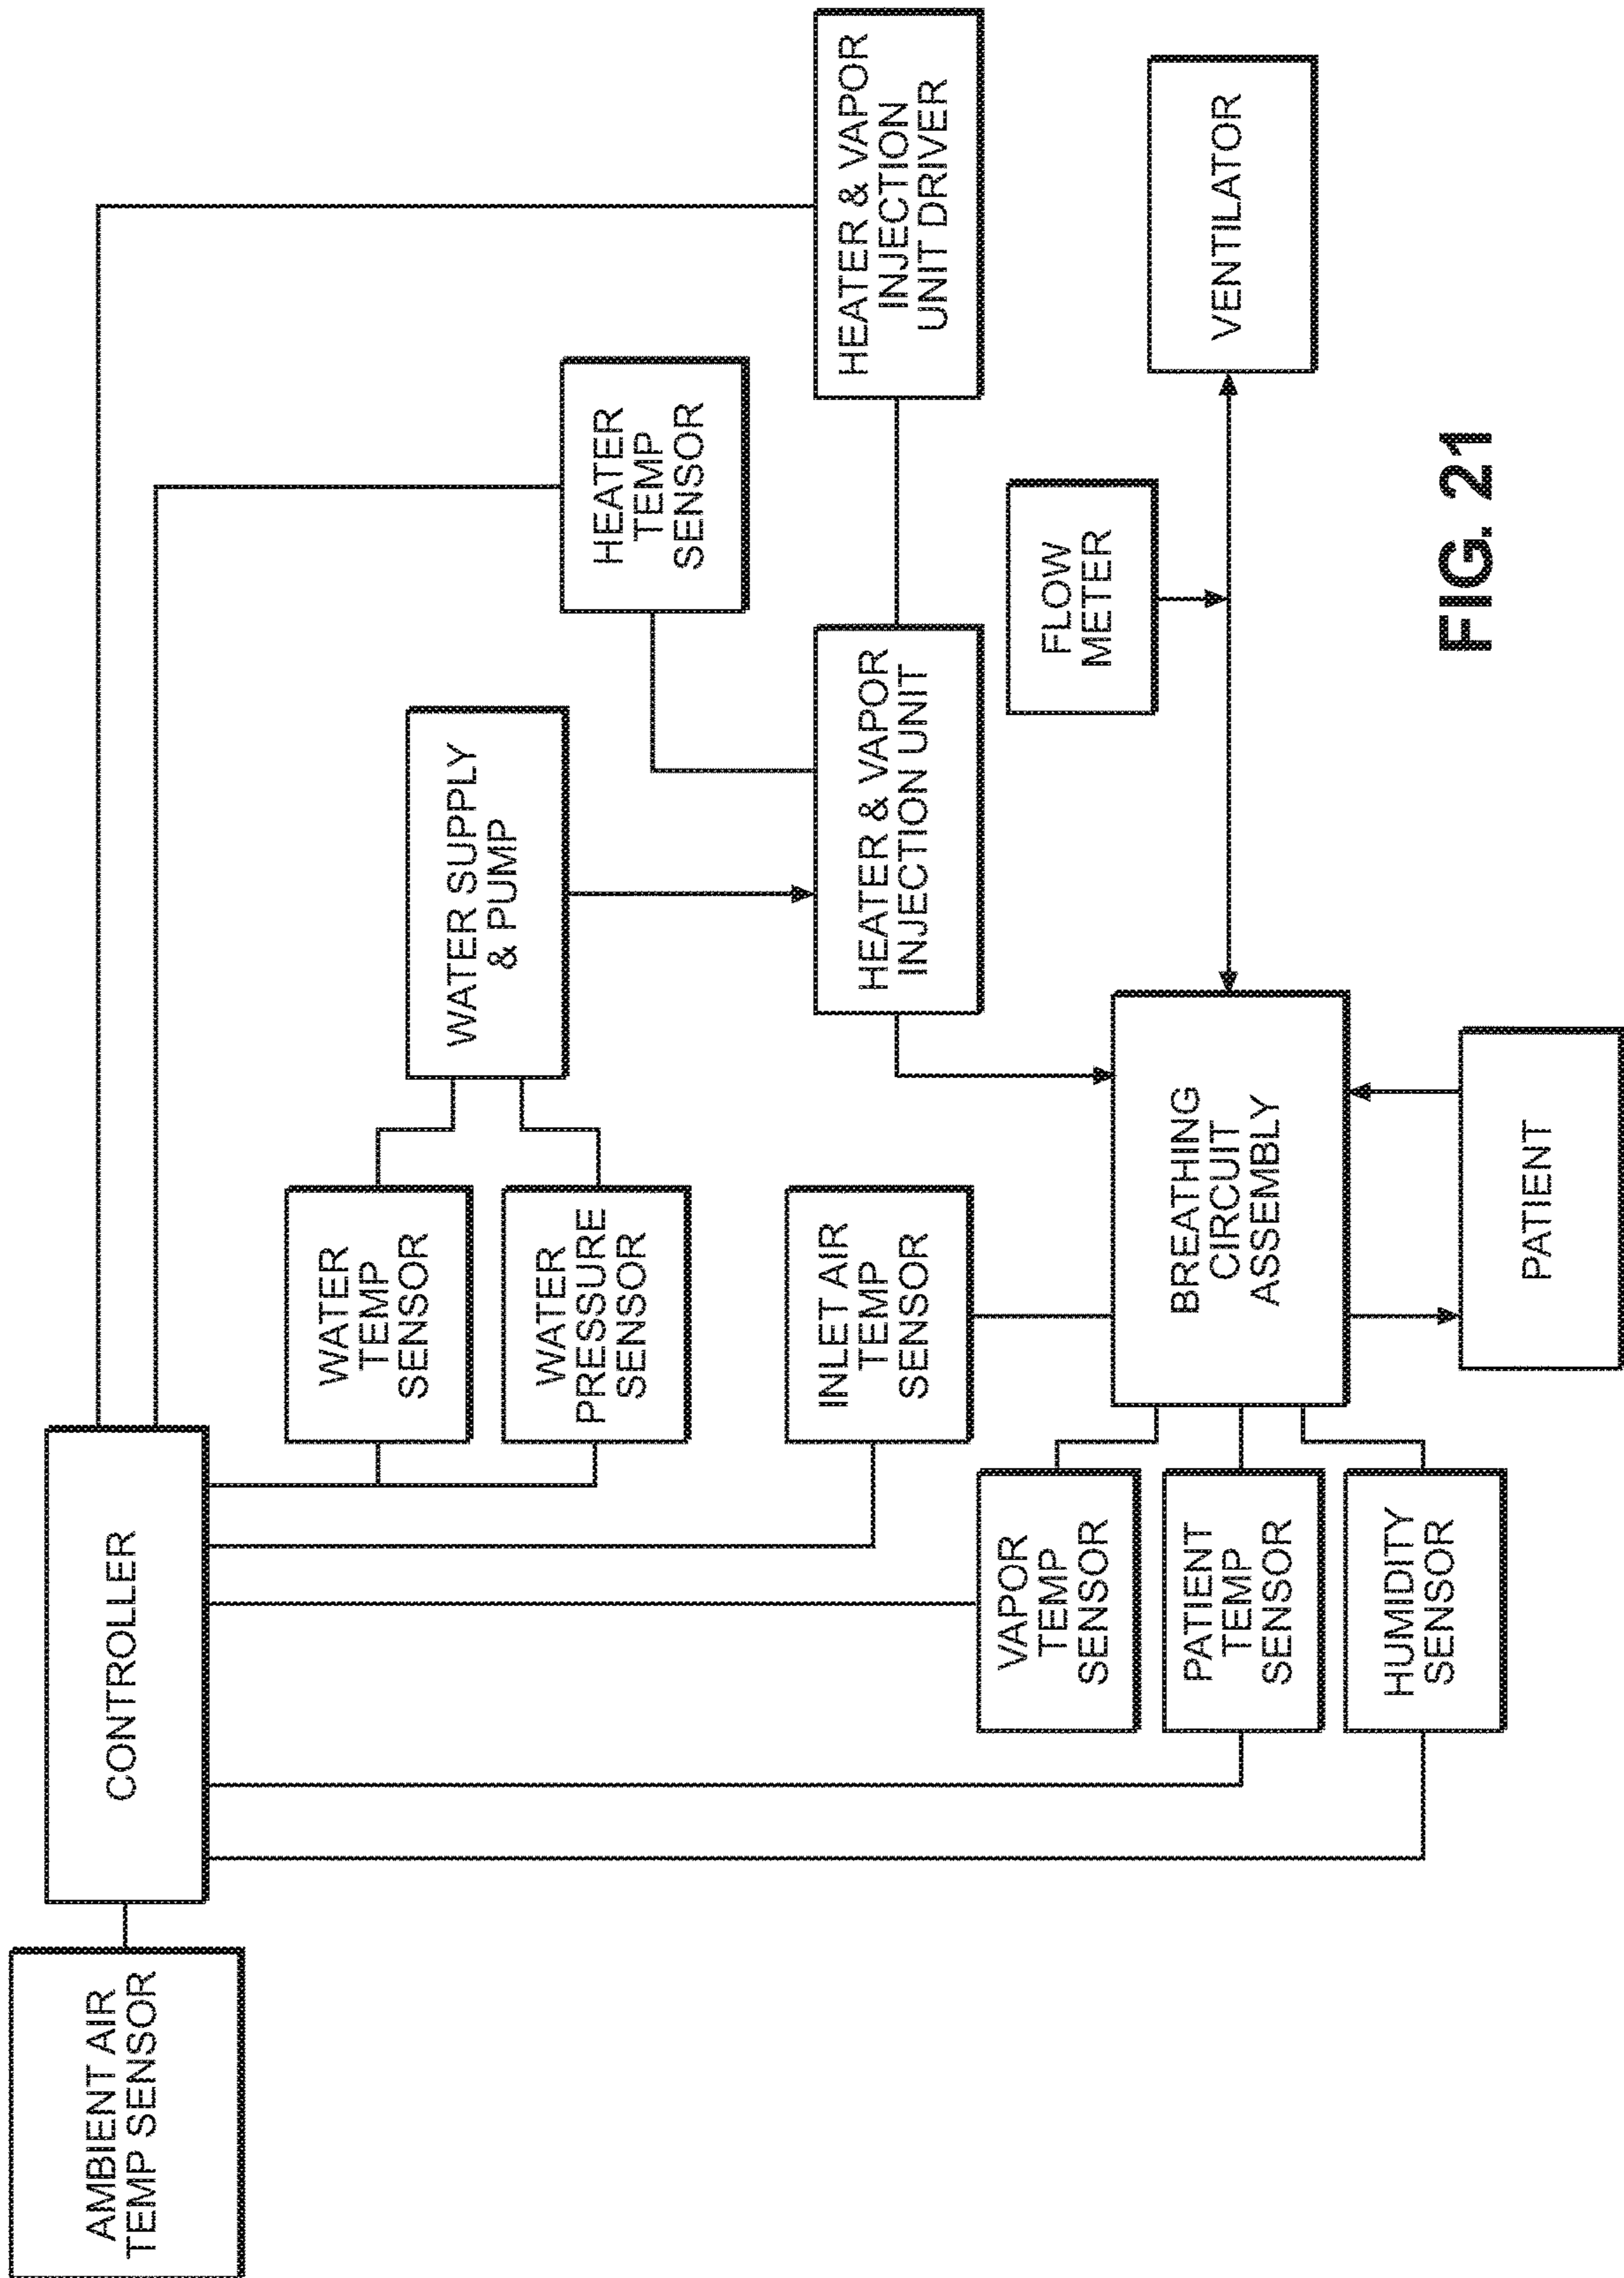 AMBIENT AIR
TEMP SENSOR
CONTROLLER
WATER
TEMP
SENSOR
WATER
PRESSURE
SENSOR
WATER SUPPLY
& PUMP
HEATER
TEMP
SENSOR
INLET AIR
TEMP
SENSOR
HEATER & VAPOR
INJECTION UNIT
HEATER & VAPOR
INJECTION
UNIT DRIVER
VAPOR
TEMP
SENSOR
PATIENT
TEMP
SENSOR
HUMIDITY
SENSOR
BREATHING
CIRCUIT
ASSEMBLY
FLOW
METER
VENTILATOR
PATIENT
FIG. 21